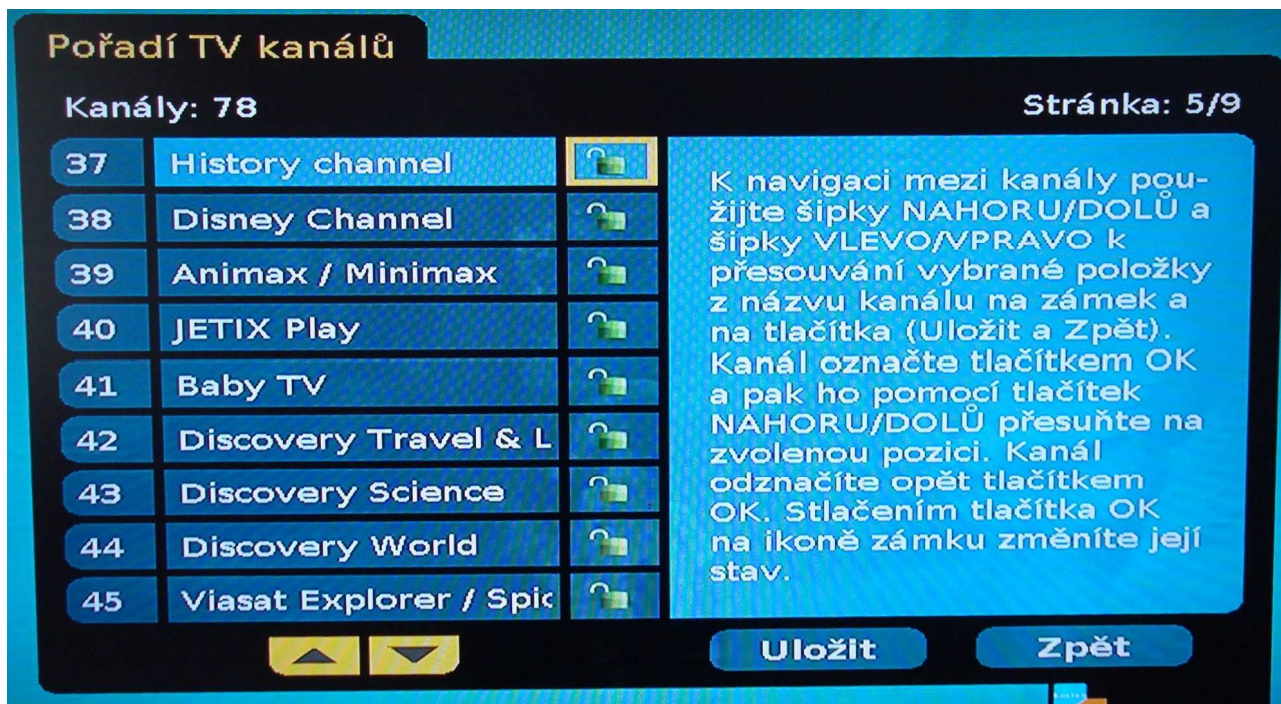 Pořadí TV kanálů
Kanály: 78
Stránka: 5/9
37 History channel
38 Disney Channel
39 Animax / Minimax
40 JETIX Play
41 Baby TV
42 Discovery Travel & L
43 Discovery Science
44 Discovery World
45 Viasat Explorer / Spic
K navigaci mezi kanály pou-
žijte šipky NAHORU/DOLŮ a
šipky VLEVO/VPRAVO k
přesouvání vybrané položky
z názvu kanálu na zámek a
na tlačítka (Uložit a Zpět).
Kanál označte tlačítkem OK
a pak ho pomocí tlačítek
NAHORU/DOLŮ přesuňte na
zvolenou pozici. Kanál
odznačíte opět tlačítkem
OK. Stlačením tlačítka OK
na ikoně zámku změníte její
stav.
Uložit
Zpět